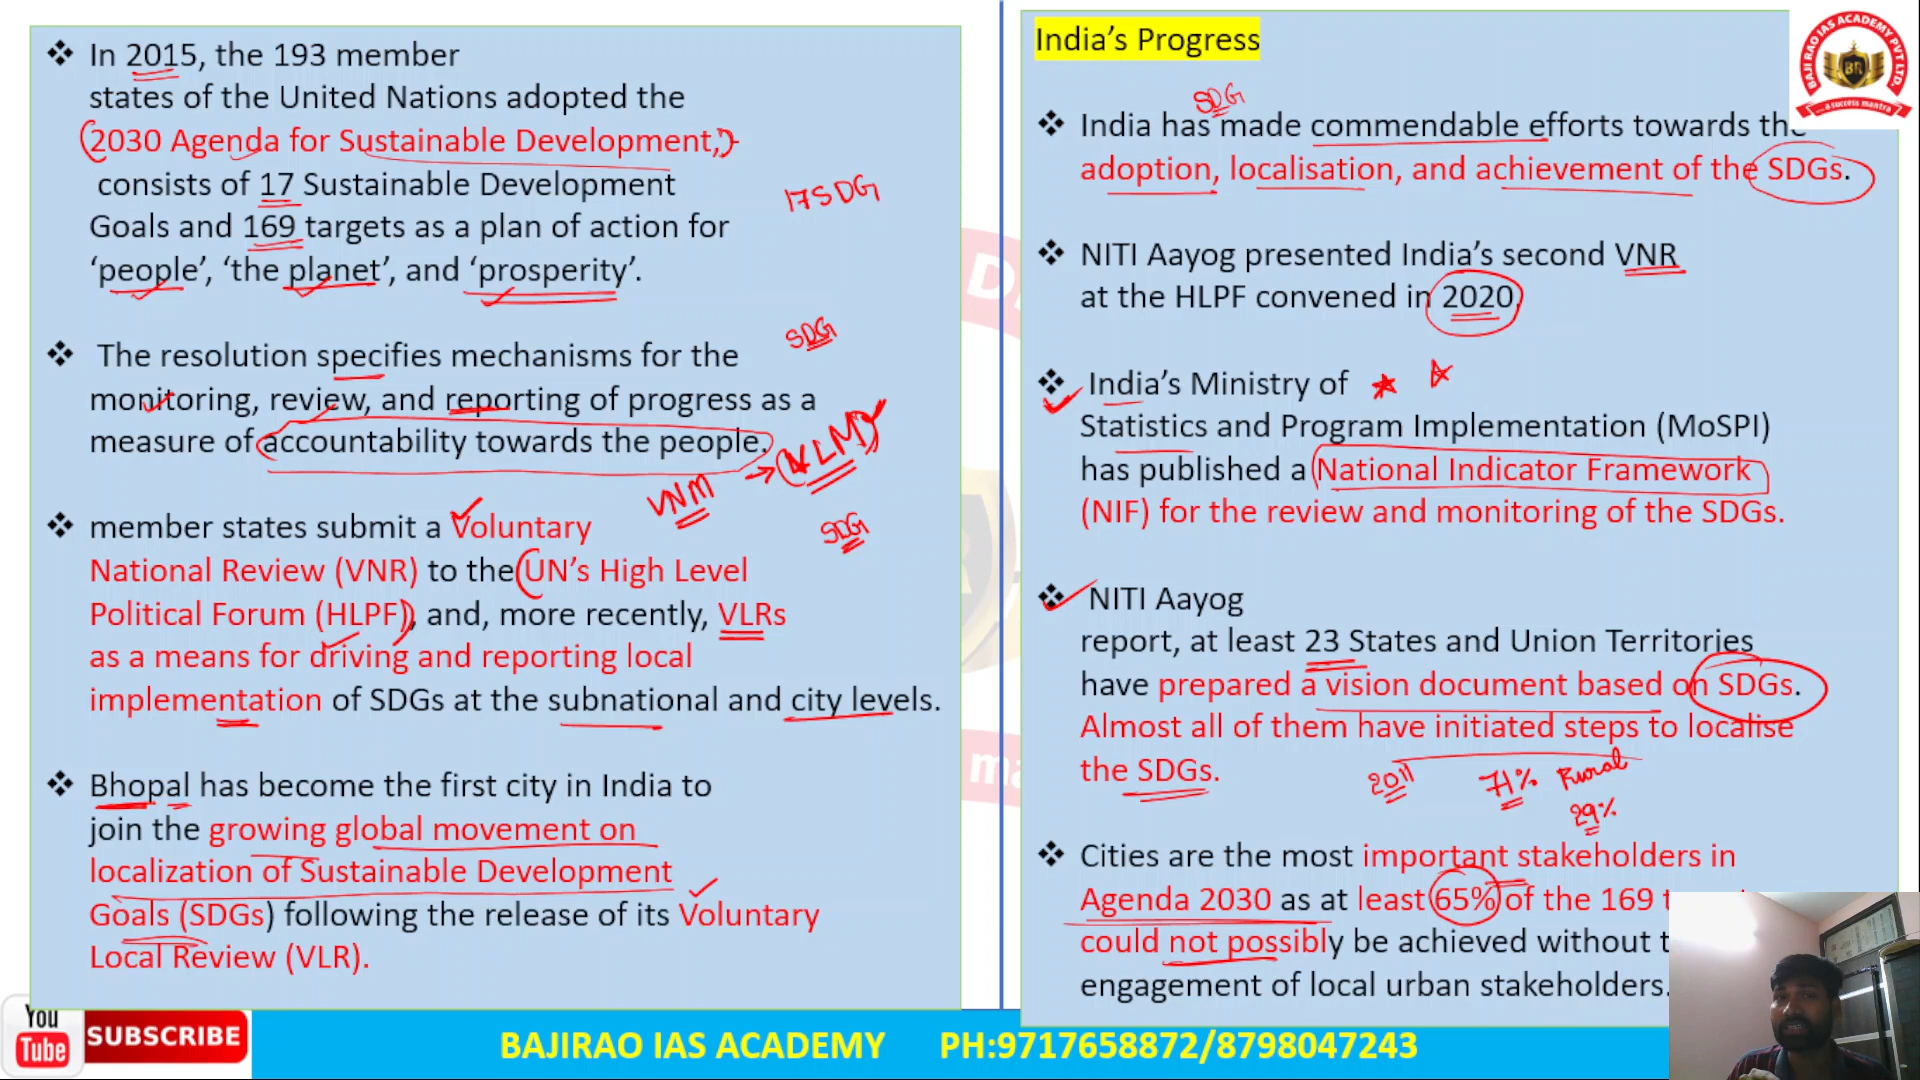 In 2015, the 193 member
states of the United Nations adopted the
(2030 Agenda for Sustainable Development,)
consists of 17 Sustainable Development
Goals and 169 targets as a plan of action for
‘people’, ‘the planet’, and ‘prosperity’.
17SDG
The resolution specifies mechanisms for the
monitoring, review, and reporting of progress as a
measure of accountability towards the people.
SDG
member states submit a Voluntary
National Review (VNR) to the UN’s High Level
Political Forum (HLPF), and, more recently, VLRs
as a means for driving and reporting local
implementation of SDGs at the subnational and city levels.
VNM
SDG
Bhopal has become the first city in India to
join the growing global movement on
localization of Sustainable Development
Goals (SDGs) following the release of its Voluntary
Local Review (VLR).
India’s Progress
SDG
India has made commendable efforts towards the
adoption, localisation, and achievement of the SDGs.
NITI Aayog presented India’s second VNR
at the HLPF convened in 2020.
India’s Ministry of
Statistics and Program Implementation (MoSPI)
has published a National Indicator Framework
(NIF) for the review and monitoring of the SDGs.
NITI Aayog
report, at least 23 States and Union Territories
have prepared a vision document based on SDGs.
Almost all of them have initiated steps to localise
the SDGs.
2011 71% Rural
29%
Cities are the most important stakeholders in
Agenda 2030 as at least 65% of the 169
could not possibly be achieved without
engagement of local urban stakeholders.
BAJI RAO IAS ACADEMY PVT LTD.
BR
...a success mantra
You
Tube
SUBSCRIBE
BAJIRAO IAS ACADEMY PH:9717658872/8798047243